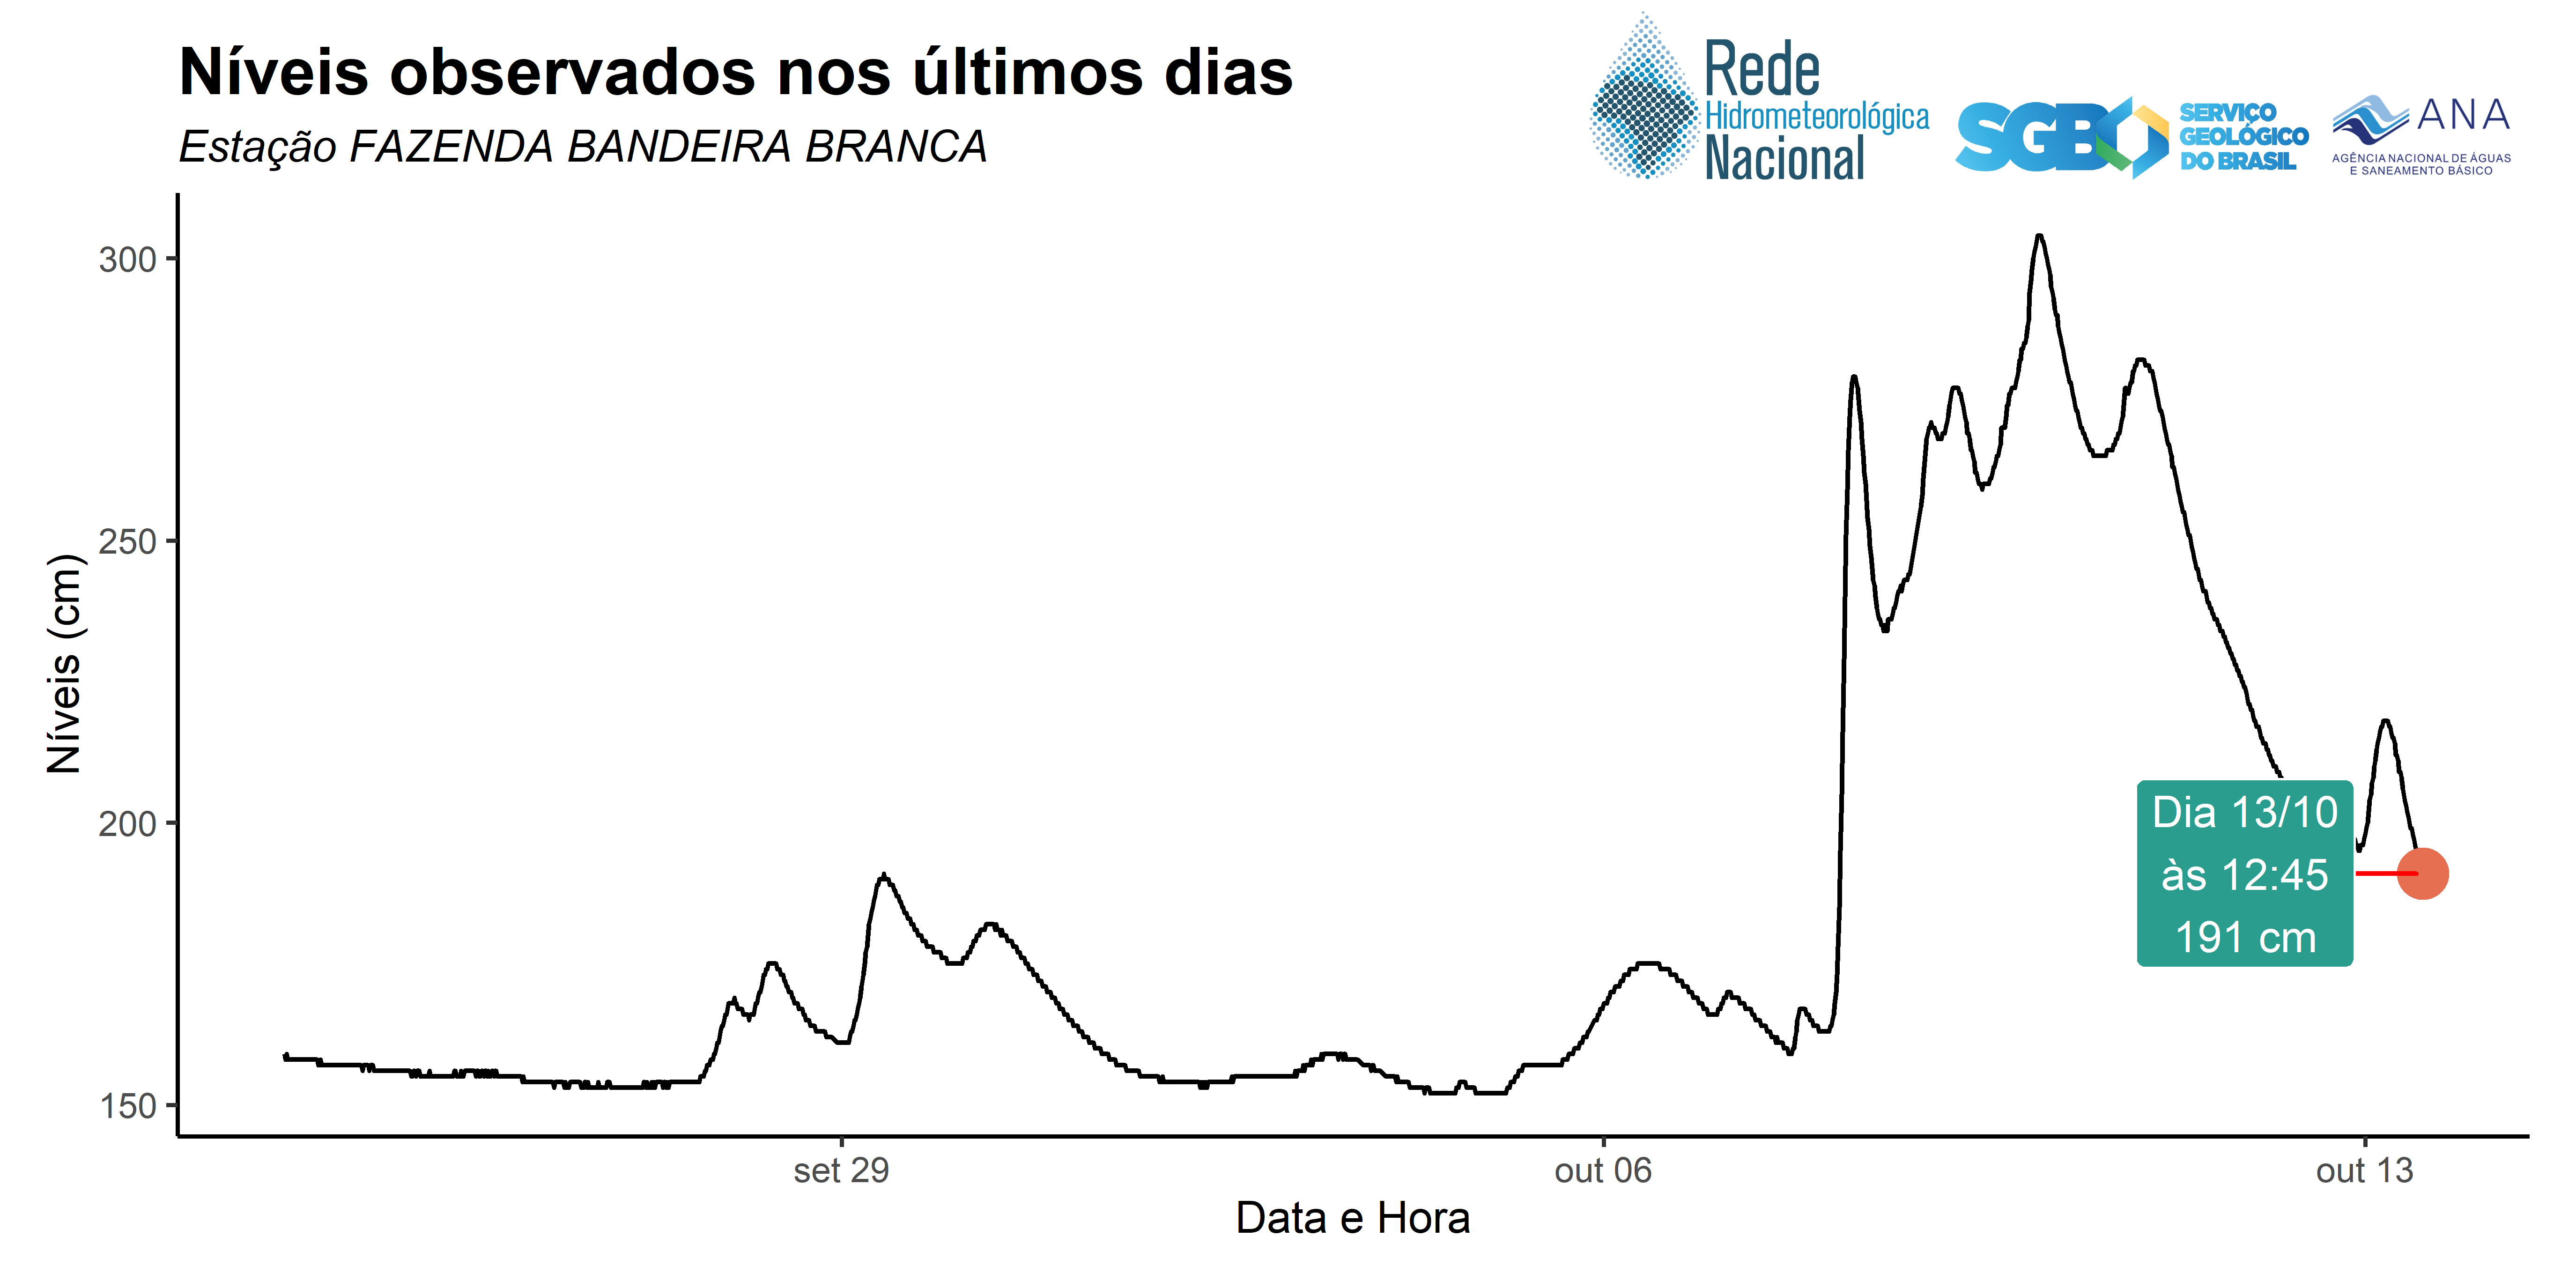 Níveis observados nos últimos dias
Estação FAZENDA BANDEIRA BRANCA
Rede
Hidrometeorológica
Nacional
SGB
SERVIÇO
GEOLÓGICO
DO BRASIL
ANA
AGÊNCIA NACIONAL DE ÁGUAS
E SANEAMENTO BÁSICO
Níveis (cm)
300
250
200
150
Dia 13/10
às 12:45
191 cm
set 29
out 06
out 13
Data e Hora